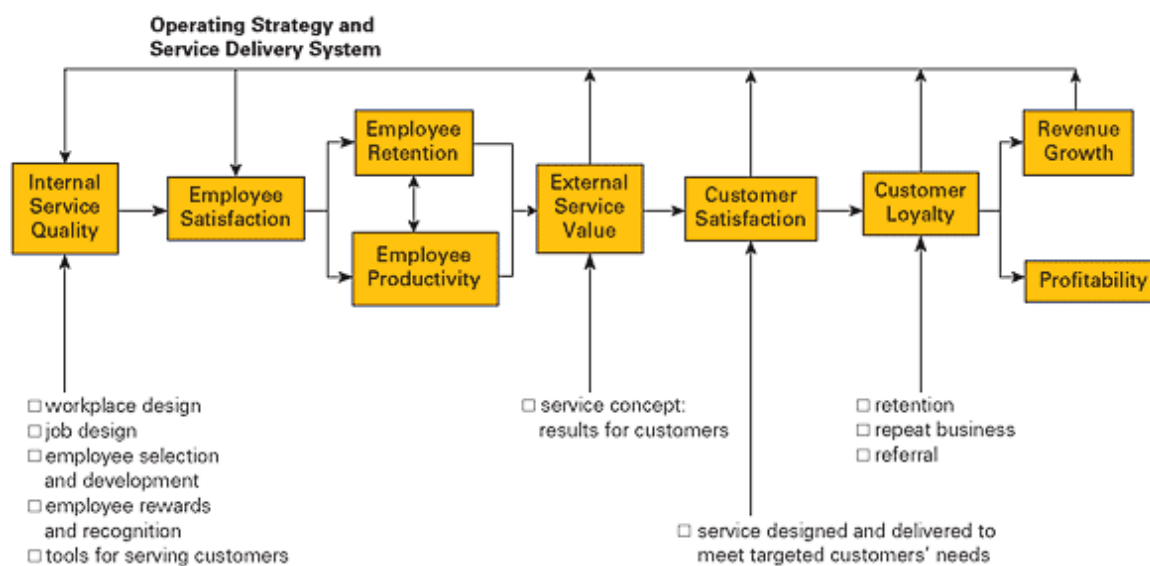 Operating Strategy and
Service Delivery System
Internal
Service
Quality
Employee
Satisfaction
Employee
Retention
Employee
Productivity
External
Service
Value
Customer
Satisfaction
Customer
Loyalty
Revenue
Growth
Profitability
□ workplace design
□ job design
□ employee selection
and development
□ employee rewards
and recognition
□ tools for serving customers
□ service concept:
results for customers
□ service designed and delivered to
meet targeted customers' needs
□ retention
□ repeat business
□ referral